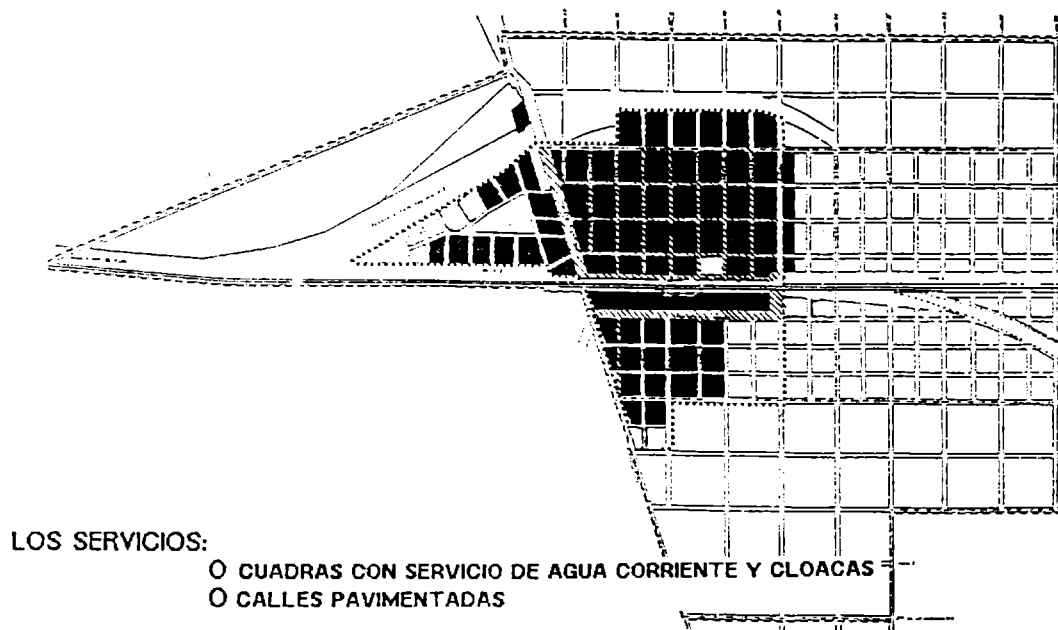 LOS SERVICIOS:
O CUADRAS CON SERVICIO DE AGUA CORRIENTE Y CLOACAS
O CALLES PAVIMENTADAS